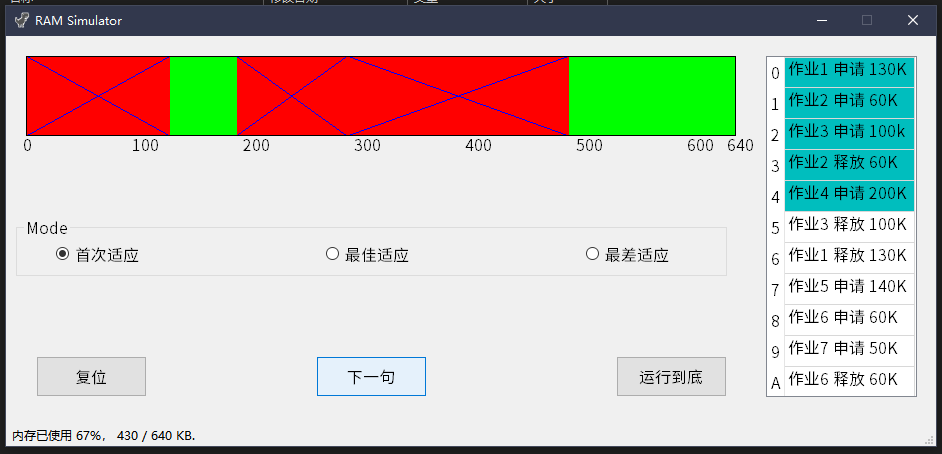 RAM Simulator
0 100 200 300 400 500 600 640
Mode
首次适应 最佳适应 最差适应
复位 下一句 运行到底
内存已使用 67%， 430 / 640 KB.
0 作业1 申请 130K
1 作业2 申请 60K
2 作业3 申请 100k
3 作业2 释放 60K
4 作业4 申请 200K
5 作业3 释放 100K
6 作业1 释放 130K
7 作业5 申请 140K
8 作业6 申请 60K
9 作业7 申请 50K
A 作业6 释放 60K